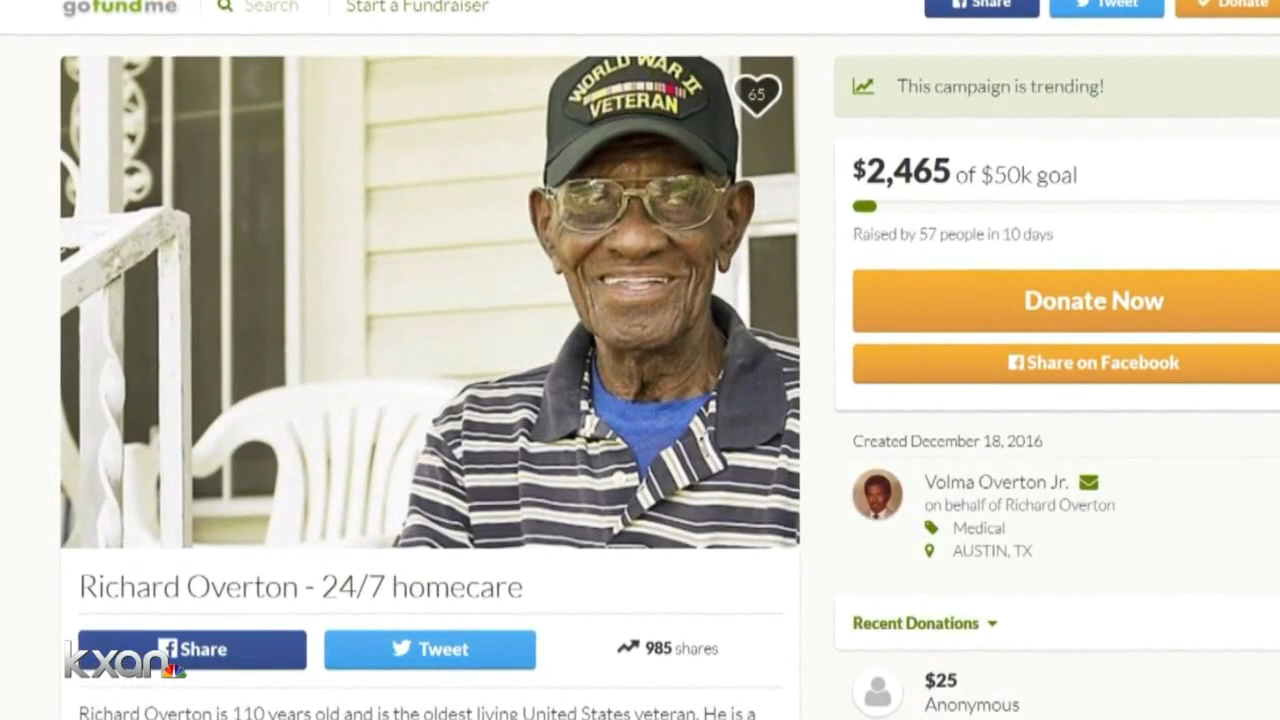 gofundme
Search
Start a Fundraiser
Share
Tweet
Donate
WORLD WAR II
VETERAN
65
This campaign is trending!
$2,465 of $50k goal
Raised by 57 people in 10 days
Donate Now
Share on Facebook
Created December 18, 2016
Volma Overton Jr.
on behalf of Richard Overton
Medical
AUSTIN, TX
Richard Overton - 24/7 homecare
Share
Tweet
985 shares
kxan
Recent Donations
$25
Anonymous
Richard Overton is 110 years old and is the oldest living United States veteran. He is a